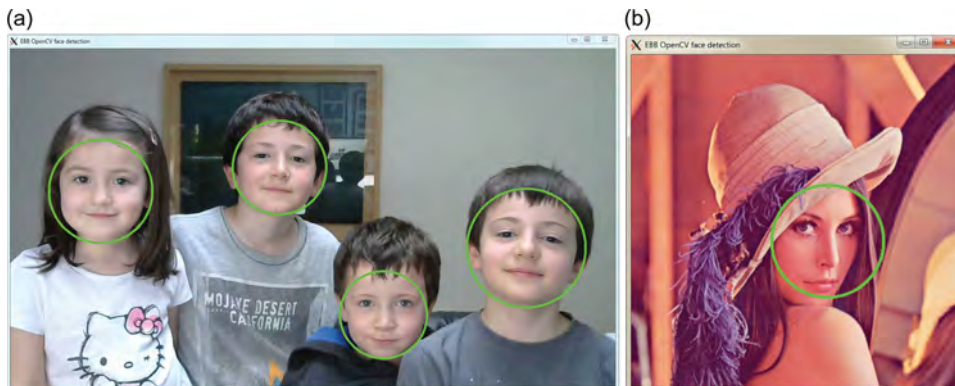 (a)
EBB OpenCV face detection
MOJAVE DESERT
CALIFORNIA
(b)
EBB OpenCV face detection